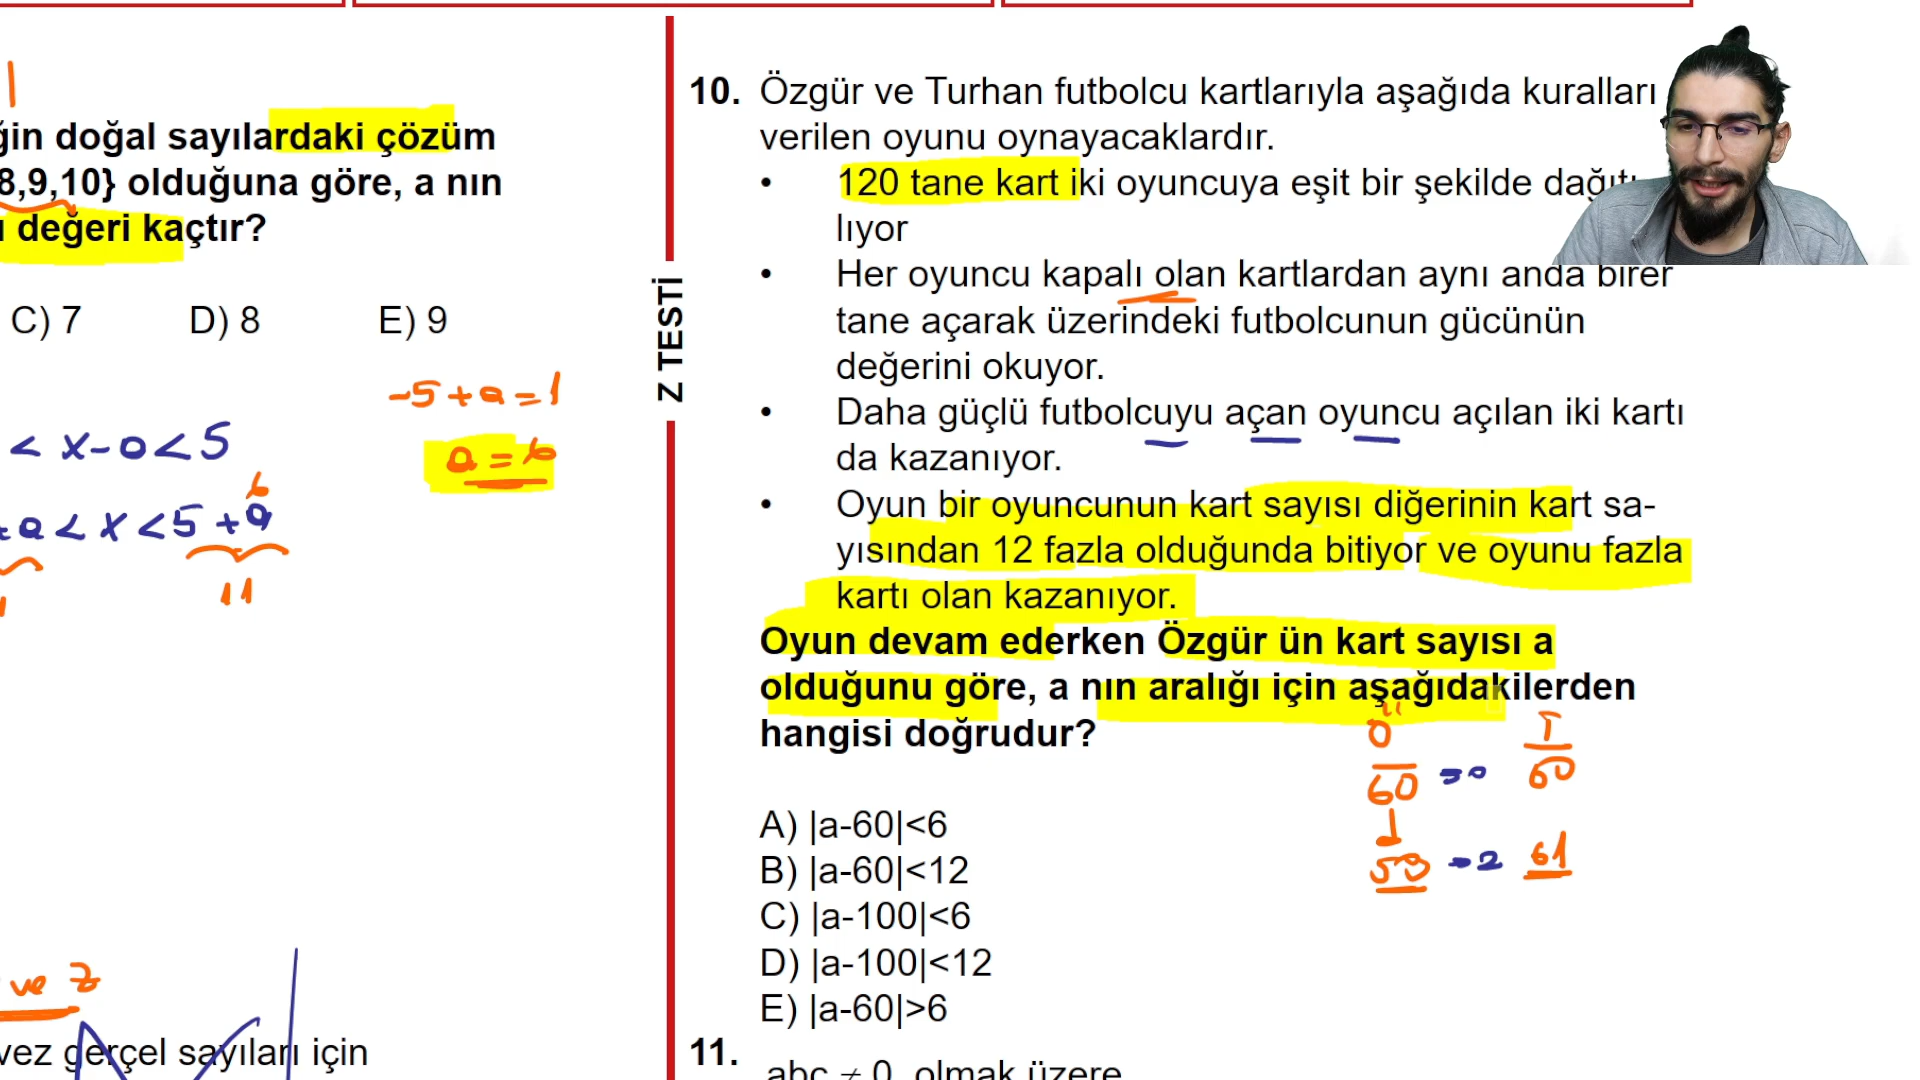 ğin doğal sayılardaki çözüm
8,9,10} olduğuna göre, a nın
değeri kaçtır?
C) 7 D) 8 E) 9
-5+a=1
a=6
< x-0<5
6
+a<x<5+a
11
ve z
vez gerçel sayıları için
Z TESTİ
10. Özgür ve Turhan futbolcu kartlarıyla aşağıda kuralları
verilen oyunu oynayacaklardır.
• 120 tane kart iki oyuncuya eşit bir şekilde dağıtı
lıyor
• Her oyuncu kapalı olan kartlardan aynı anda birer
tane açarak üzerindeki futbolcunun gücünün
değerini okuyor.
• Daha güçlü futbolcuyu açan oyuncu açılan iki kartı
da kazanıyor.
• Oyun bir oyuncunun kart sayısı diğerinin kart sa-
yısından 12 fazla olduğunda bitiyor ve oyunu fazla
kartı olan kazanıyor.
Oyun devam ederken Özgür ün kart sayısı a
olduğunu göre, a nın aralığı için aşağıdakilerden
hangisi doğrudur?
Ö T
60 → 0 60
59 → 2 61
A) |a-60|<6
B) |a-60|<12
C) |a-100|<6
D) |a-100|<12
E) |a-60|>6
11. abc ≠ 0 olmak üzere